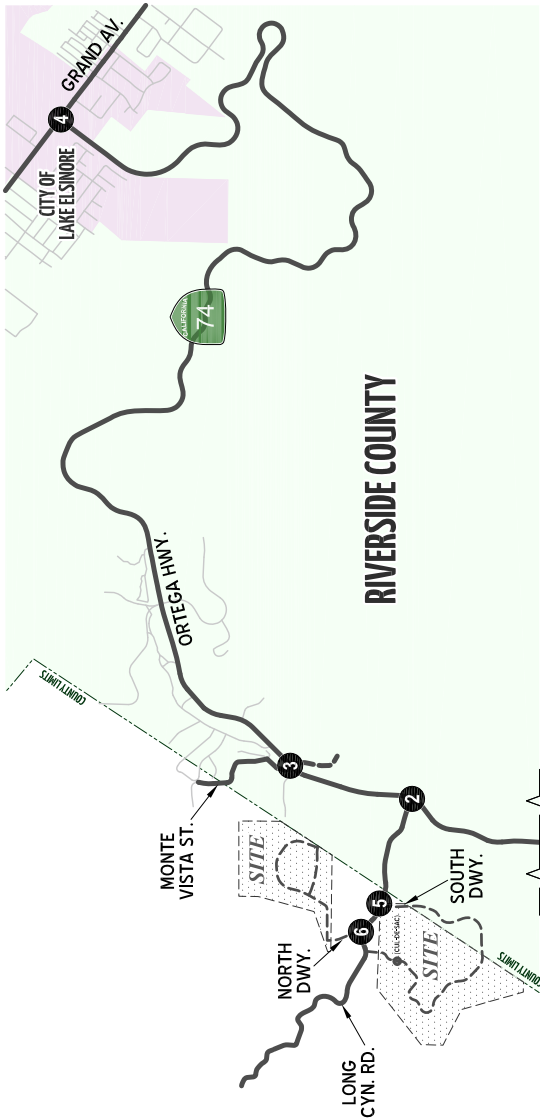 GRAND AV.
4
CITY OF
LAKE ELSINORE
CALIFORNIA
74
RIVERSIDE COUNTY
ORTEGA HWY.
COUNTY LIMITS
3
MONTE
VISTA ST.
2
SITE
5
SOUTH
DWY.
6
(CUL-DE-SAC)
SITE
NORTH
DWY.
COUNTY LIMITS
LONG
CYN. RD.